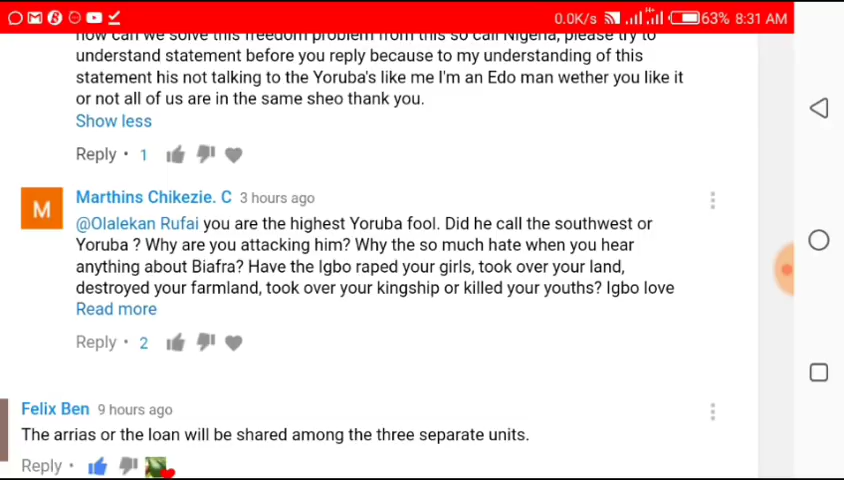 0.0K/s 63% 8:31 AM
how can we solve this freedom problem from this so call Nigeria, please try to
understand statement before you reply because to my understanding of this
statement his not talking to the Yoruba's like me I'm an Edo man wether you like it
or not all of us are in the same sheo thank you.
Show less
Reply • 1
M
Marthins Chikezie. C 3 hours ago
@Olalekan Rufai you are the highest Yoruba fool. Did he call the southwest or
Yoruba ? Why are you attacking him? Why the so much hate when you hear
anything about Biafra? Have the Igbo raped your girls, took over your land,
destroyed your farmland, took over your kingship or killed your youths? Igbo love
Read more
Reply • 2
Felix Ben 9 hours ago
The arrias or the loan will be shared among the three separate units.
Reply •